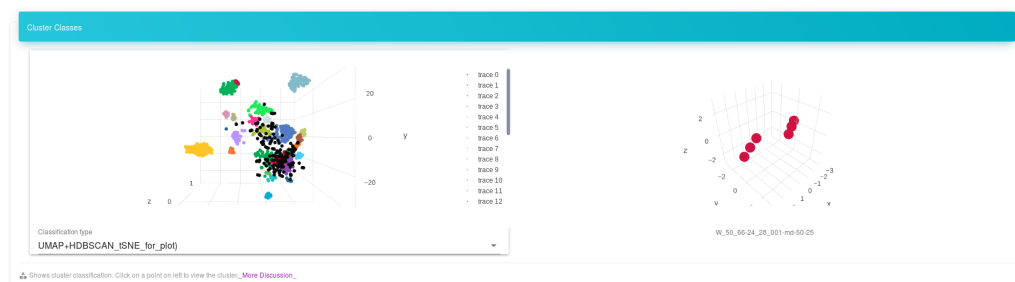 Cluster Classes
20
0
−20
y
1
z
0
trace 0
trace 1
trace 2
trace 3
trace 4
trace 5
trace 6
trace 7
trace 8
trace 9
trace 10
trace 11
trace 12
2
0
−2
z
−2
0
y
−3
−2
−1
0
1
x
W_50_66-24_28_001-md-50-25
Classification type
UMAP+HDBSCAN_tSNE_for_plot)
Shows cluster classification. Click on a point on left to view the cluster._More Discussion_